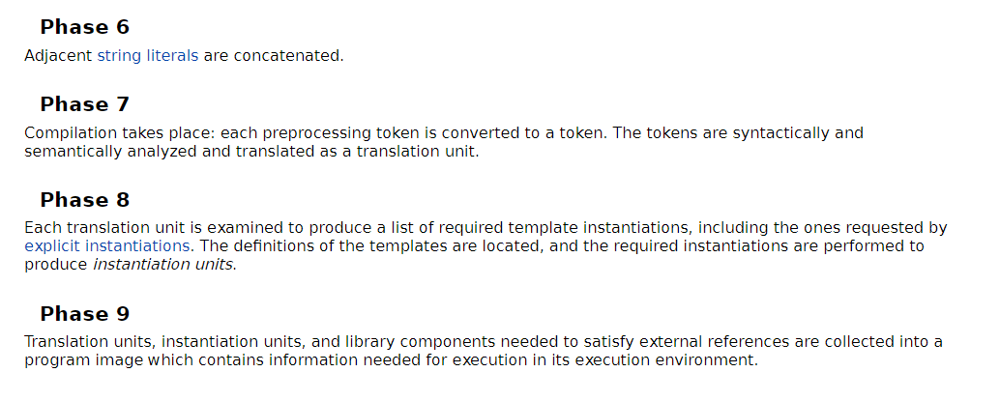 Phase 6
Adjacent string literals are concatenated.
Phase 7
Compilation takes place: each preprocessing token is converted to a token. The tokens are syntactically and
semantically analyzed and translated as a translation unit.
Phase 8
Each translation unit is examined to produce a list of required template instantiations, including the ones requested by
explicit instantiations. The definitions of the templates are located, and the required instantiations are performed to
produce instantiation units.
Phase 9
Translation units, instantiation units, and library components needed to satisfy external references are collected into a
program image which contains information needed for execution in its execution environment.